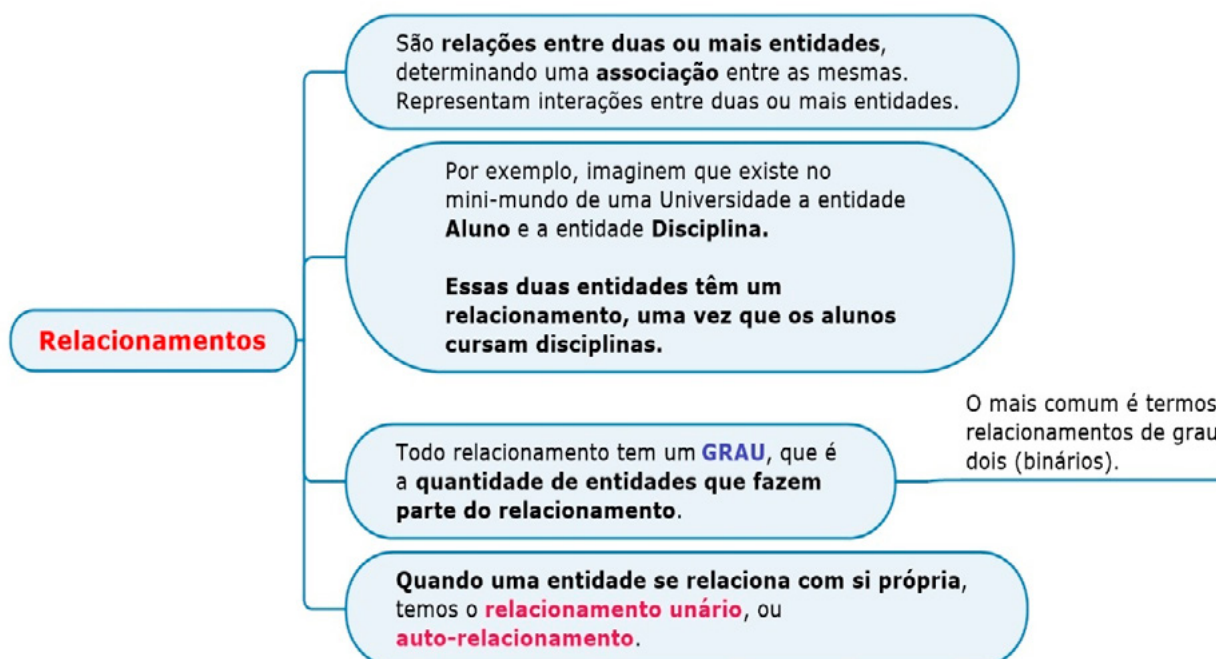 São relações entre duas ou mais entidades,
determinando uma associação entre as mesmas.
Representam interações entre duas ou mais entidades.
Por exemplo, imaginem que existe no
mini-mundo de uma Universidade a entidade
Aluno e a entidade Disciplina.
Essas duas entidades têm um
relacionamento, uma vez que os alunos
cursam disciplinas.
Relacionamentos
Todo relacionamento tem um GRAU, que é
a quantidade de entidades que fazem
parte do relacionamento.
O mais comum é termos
relacionamentos de grau
dois (binários).
Quando uma entidade se relaciona com si própria,
temos o relacionamento unário, ou
auto-relacionamento.